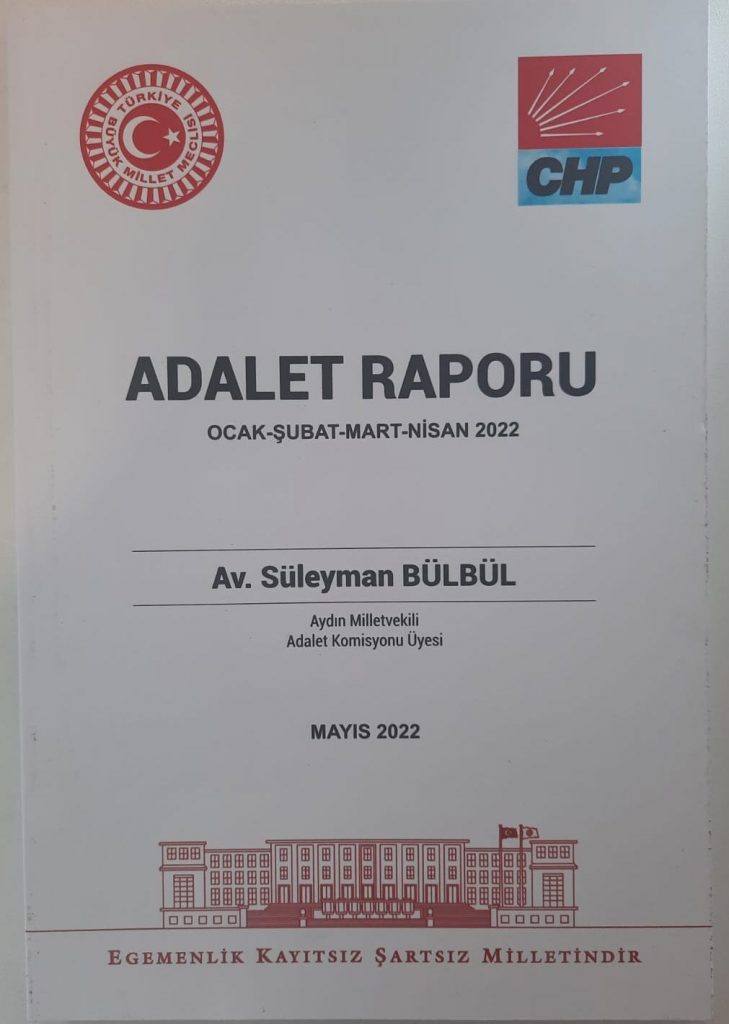 TÜRKİYE
BÜYÜK MİLLET MECLİSİ
CHP
ADALET RAPORU
OCAK-ŞUBAT-MART-NİSAN 2022
Av. Süleyman BÜLBÜL
Aydın Milletvekili
Adalet Komisyonu Üyesi
MAYIS 2022
EGEMENLİK KAYITSIZ ŞARTSIZ MİLLETİNDİR